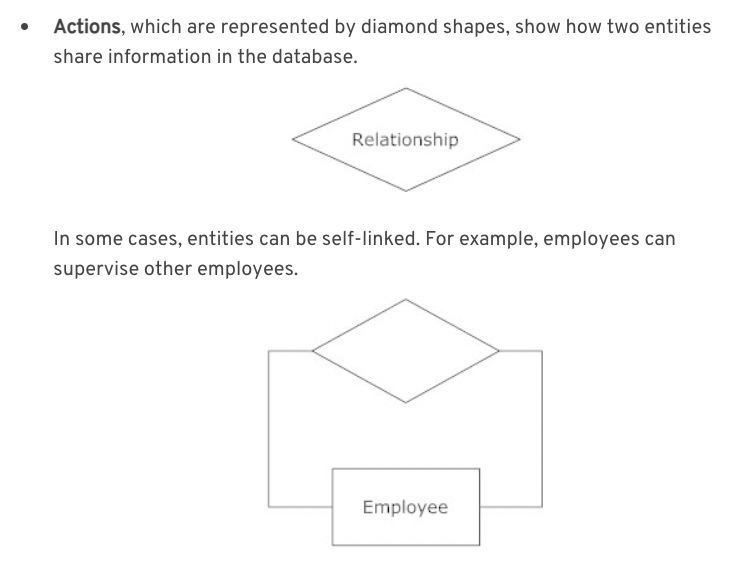 Actions, which are represented by diamond shapes, show how two entities
share information in the database.
Relationship
In some cases, entities can be self-linked. For example, employees can
supervise other employees.
Employee